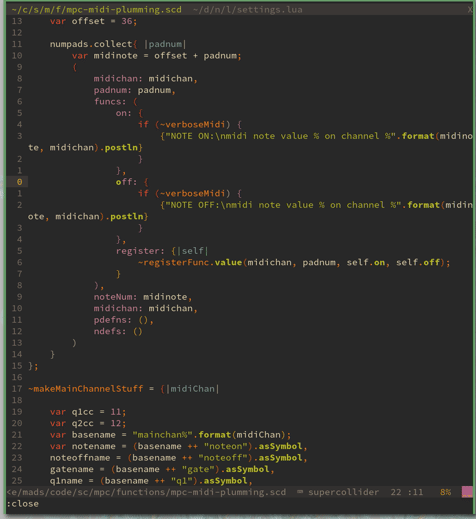 ~/c/s/m/f/mpc-midi-plumming.scd ~/d/n/l/settings.lua X
13 var offset = 36;
12
11 numpads.collect( |padnum|
10 var midinote = offset + padnum;
9 (
8 midichan: midichan,
7 padnum: padnum,
6 funcs: (
5 on: {
4 if (~verboseMidi) {
3 {"NOTE ON:\nmidi note value % on channel %".format(midino
te, midichan).postln}
2 }
1 },
0 off: {
1 if (~verboseMidi) {
2 {"NOTE OFF:\nmidi note value % on channel %".format(midin
ote, midichan).postln}
3 }
4 },
5 register: {|self|
6 ~registerFunc.value(midichan, padnum, self.on, self.off);
7 }
8 ),
9 noteNum: midinote,
10 midichan: midichan,
11 pdefns: (),
12 ndefs: ()
13 )
14 }
15 };
16
17 ~makeMainChannelStuff = {|midiChan|
18
19 var q1cc = 11;
20 var q2cc = 12;
21 var basename = "mainchan%".format(midiChan);
22 var notename = (basename ++ "noteon").asSymbol,
23 noteoffname = (basename ++ "noteoff").asSymbol,
24 gatename = (basename ++ "gate").asSymbol,
25 q1name = (basename ++ "q1").asSymbol,
<e/mads/code/sc/mpc/functions/mpc-midi-plumming.scd = supercollider 22 :11 8%
:close